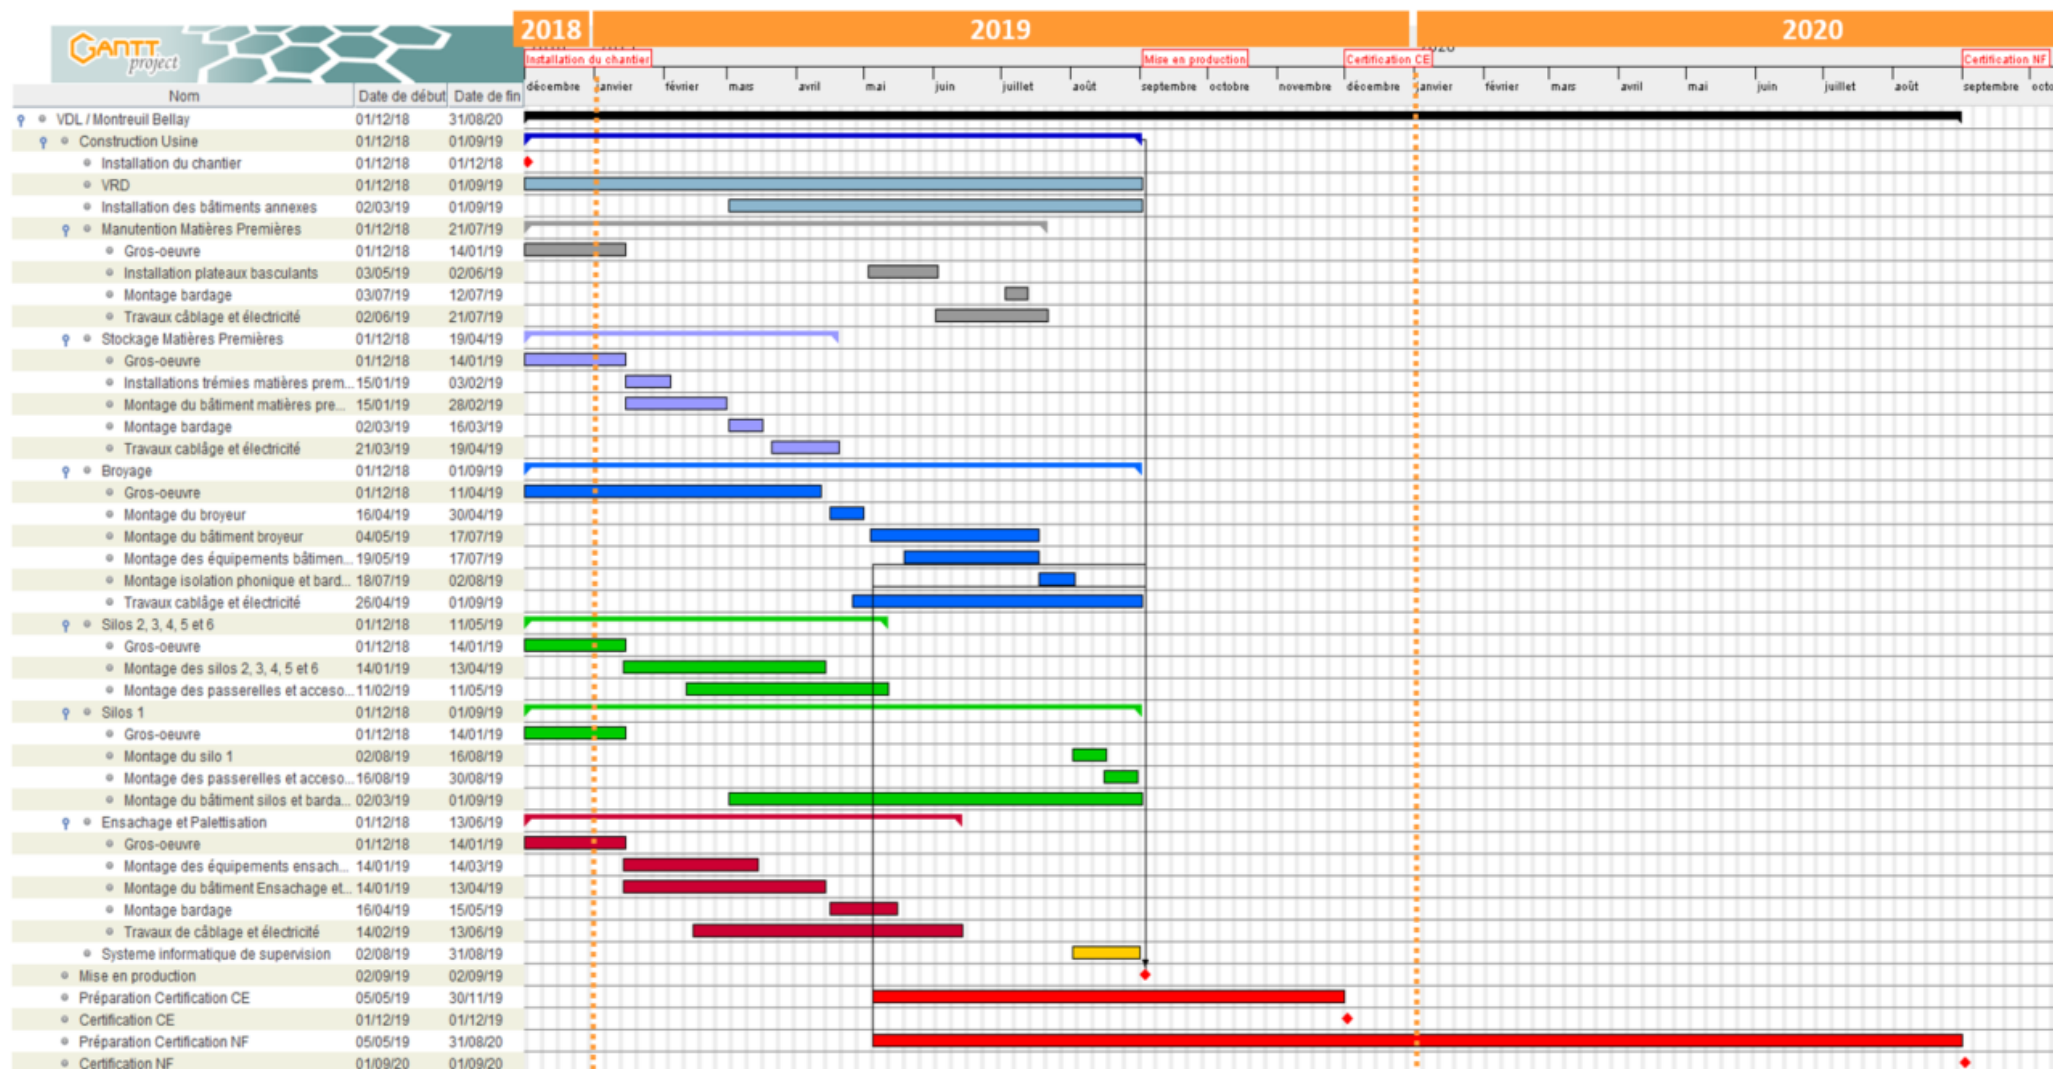 2018 2019 2020
GANTT project
Installation du chantier Mise en production Certification CE Certification NF
Nom Date de début Date de fin décembre janvier février mars avril mai juin juillet août septembre octobre novembre décembre janvier février mars avril mai juin juillet août septembre octo
VDL / Montreuil Bellay 01/12/18 31/08/20
Construction Usine 01/12/18 01/09/19
Installation du chantier 01/12/18 01/12/18
VRD 01/12/18 01/09/19
Installation des bâtiments annexes 02/03/19 01/09/19
Manutention Matières Premières 01/12/18 21/07/19
Gros-oeuvre 01/12/18 14/01/19
Installation plateaux basculants 03/05/19 02/06/19
Montage bardage 03/07/19 12/07/19
Travaux câblage et électricité 02/06/19 21/07/19
Stockage Matières Premières 01/12/18 19/04/19
Gros-oeuvre 01/12/18 14/01/19
Installations trémies matières prem... 15/01/19 03/02/19
Montage du bâtiment matières pre... 15/01/19 28/02/19
Montage bardage 02/03/19 16/03/19
Travaux cablâge et électricité 21/03/19 19/04/19
Broyage 01/12/18 01/09/19
Gros-oeuvre 01/12/18 11/04/19
Montage du broyeur 16/04/19 30/04/19
Montage du bâtiment broyeur 04/05/19 17/07/19
Montage des équipements bâtimen... 19/05/19 17/07/19
Montage isolation phonique et bard... 18/07/19 02/08/19
Travaux cablâge et électricité 26/04/19 01/09/19
Silos 2, 3, 4, 5 et 6 01/12/18 11/05/19
Gros-oeuvre 01/12/18 14/01/19
Montage des silos 2, 3, 4, 5 et 6 14/01/19 13/04/19
Montage des passerelles et acceso... 11/02/19 11/05/19
Silos 1 01/12/18 01/09/19
Gros-oeuvre 01/12/18 14/01/19
Montage du silo 1 02/08/19 16/08/19
Montage des passerelles et acceso... 16/08/19 30/08/19
Montage du bâtiment silos et barda... 02/03/19 01/09/19
Ensachage et Palettisation 01/12/18 13/06/19
Gros-oeuvre 01/12/18 14/01/19
Montage des équipements ensach... 14/01/19 14/03/19
Montage du bâtiment Ensachage et... 14/01/19 13/04/19
Montage bardage 16/04/19 15/05/19
Travaux de câblage et électricité 14/02/19 13/06/19
Systeme informatique de supervision 02/08/19 31/08/19
Mise en production 02/09/19 02/09/19
Préparation Certification CE 05/05/19 30/11/19
Certification CE 01/12/19 01/12/19
Préparation Certification NF 05/05/19 31/08/20
Certification NF 01/09/20 01/09/20